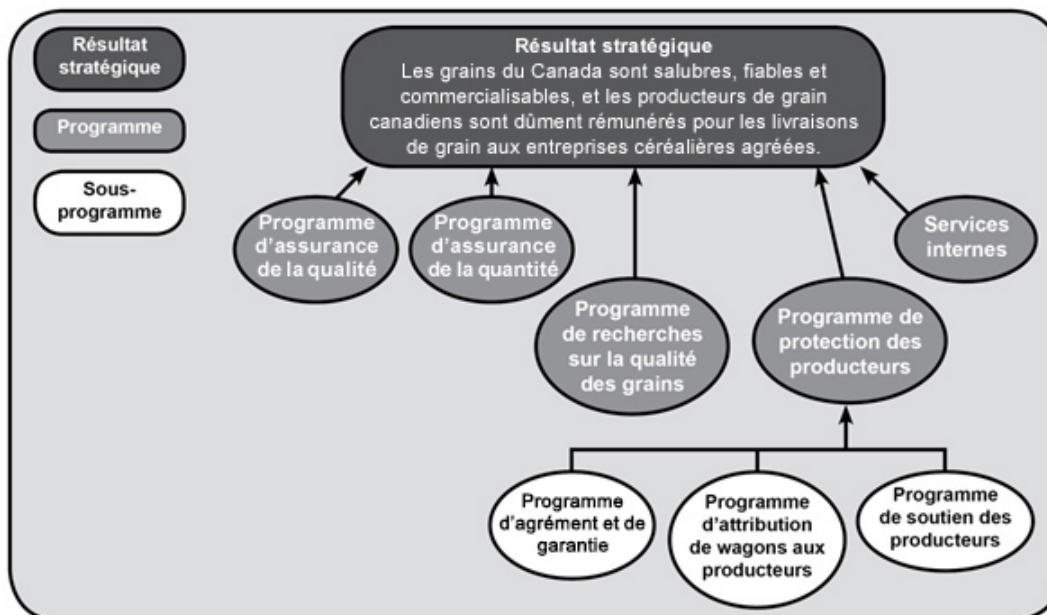 Résultat
stratégique
Programme
Sous-
programme
Résultat stratégique
Les grains du Canada sont salubres, fiables et
commercialisables, et les producteurs de grain
canadiens sont dûment rémunérés pour les livraisons
de grain aux entreprises céréalières agréées.
Programme
d'assurance
de la qualité
Programme
d'assurance
de la quantité
Programme
de recherches
sur la qualité
des grains
Programme de
protection des
producteurs
Services
internes
Programme
d'agrément et de
garantie
Programme
d'attribution
de wagons aux
producteurs
Programme
de soutien des
producteurs